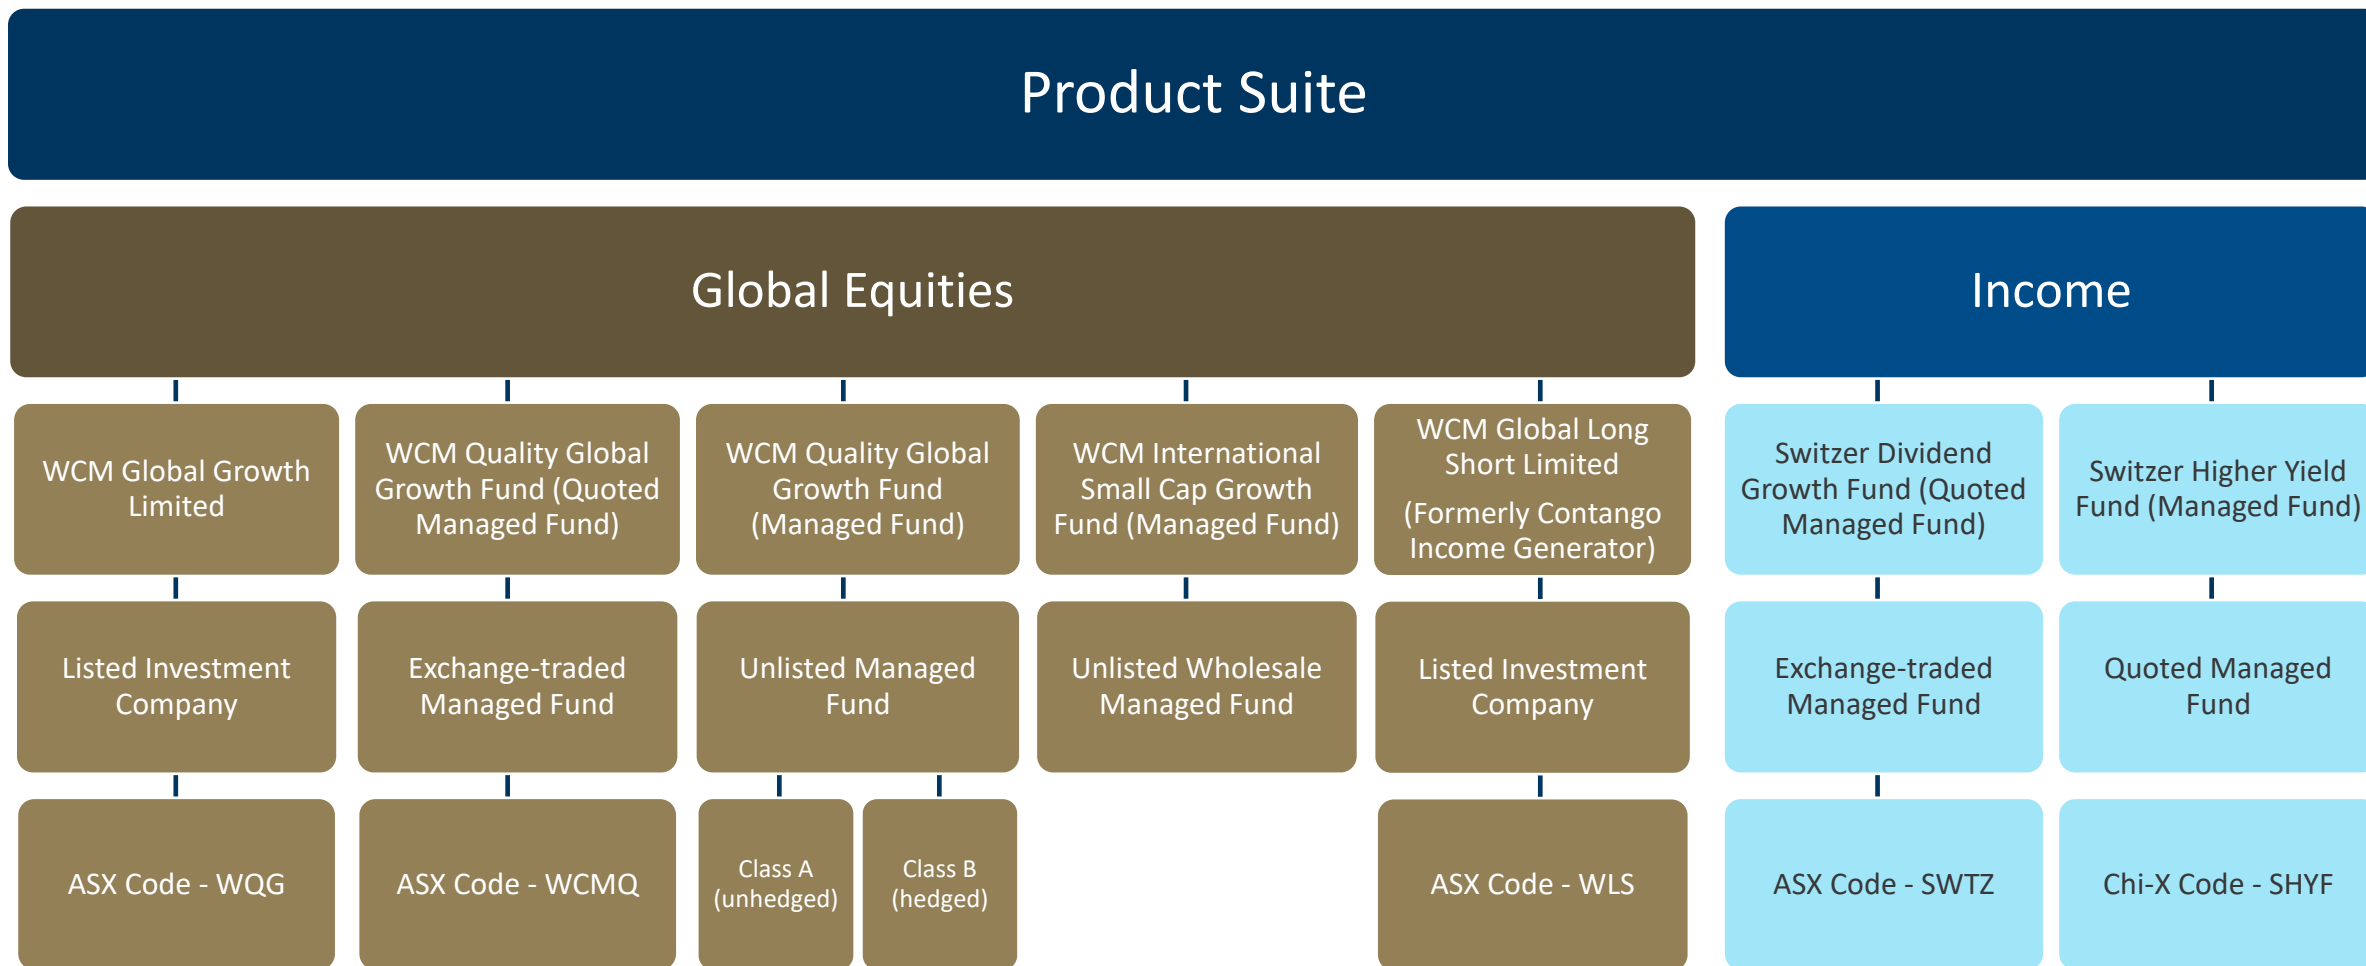 Product Suite
Global Equities
Income
WCM Global Growth
Limited
WCM Quality Global
Growth Fund (Quoted
Managed Fund)
WCM Quality Global
Growth Fund
(Managed Fund)
WCM International
Small Cap Growth
Fund (Managed Fund)
WCM Global Long
Short Limited
(Formerly Contango
Income Generator)
Switzer Dividend
Growth Fund (Quoted
Managed Fund)
Switzer Higher Yield
Fund (Managed Fund)
Listed Investment
Company
Exchange-traded
Managed Fund
Unlisted Managed
Fund
Unlisted Wholesale
Managed Fund
Listed Investment
Company
Exchange-traded
Managed Fund
Quoted Managed
Fund
ASX Code - WQG
ASX Code - WCMQ
Class A
(unhedged)
Class B
(hedged)
ASX Code - WLS
ASX Code - SWTZ
Chi-X Code - SHYF